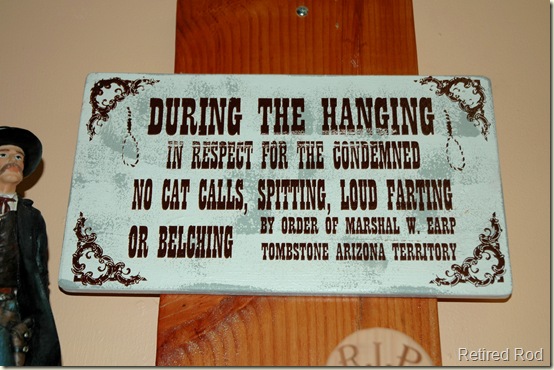 DURING THE HANGING
IN RESPECT FOR THE CONDEMNED
NO CAT CALLS, SPITTING, LOUD FARTING
OR BELCHING
BY ORDER OF MARSHAL W. EARP
TOMBSTONE ARIZONA TERRITORY
R.I.P
Retired Rod